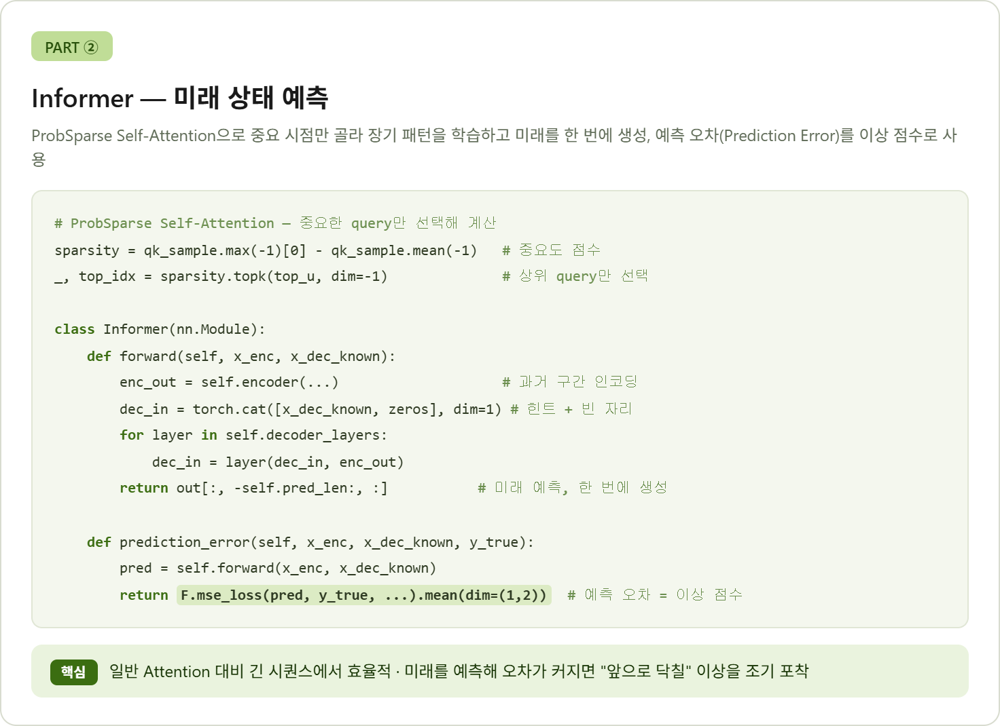 PART ②
Informer — 미래 상태 예측
ProbSparse Self-Attention으로 중요 시점만 골라 장기 패턴을 학습하고 미래를 한 번에 생성, 예측 오차(Prediction Error)를 이상 점수로 사
용
# ProbSparse Self-Attention — 중요한 query만 선택해 계산
sparsity = qk_sample.max(-1)[0] - qk_sample.mean(-1)   # 중요도 점수
_, top_idx = sparsity.topk(top_u, dim=-1)              # 상위 query만 선택
class Informer(nn.Module):
    def forward(self, x_enc, x_dec_known):
        enc_out = self.encoder(...)                    # 과거 구간 인코딩
        dec_in = torch.cat([x_dec_known, zeros], dim=1) # 힌트 + 빈 자리
        for layer in self.decoder_layers:
            dec_in = layer(dec_in, enc_out)
        return out[:, -self.pred_len:, :]           # 미래 예측, 한 번에 생성
    def prediction_error(self, x_enc, x_dec_known, y_true):
        pred = self.forward(x_enc, x_dec_known)
        return F.mse_loss(pred, y_true, ...).mean(dim=(1,2))  # 예측 오차 = 이상 점수
핵심 일반 Attention 대비 긴 시퀀스에서 효율적 · 미래를 예측해 오차가 커지면 "앞으로 닥칠" 이상을 조기 포착